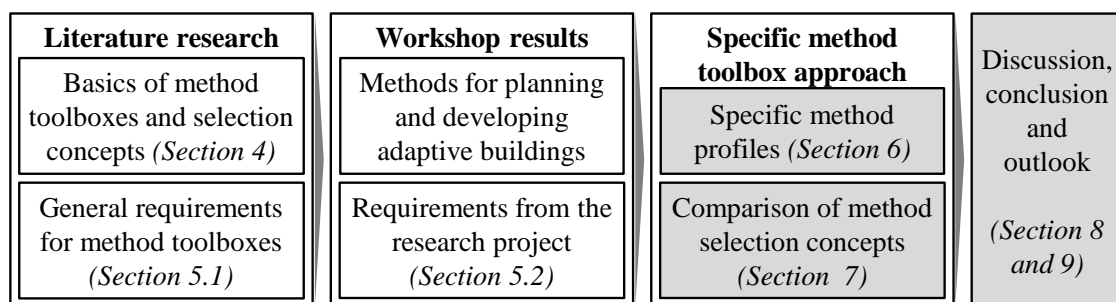 Literature research
Basics of method
toolboxes and selection
concepts (Section 4)
General requirements
for method toolboxes
(Section 5.1)
Workshop results
Methods for planning
and developing
adaptive buildings
Requirements from the
research project
(Section 5.2)
Specific method
toolbox approach
Specific method
profiles (Section 6)
Comparison of method
selection concepts
(Section 7)
Discussion,
conclusion
and
outlook
(Section 8
and 9)